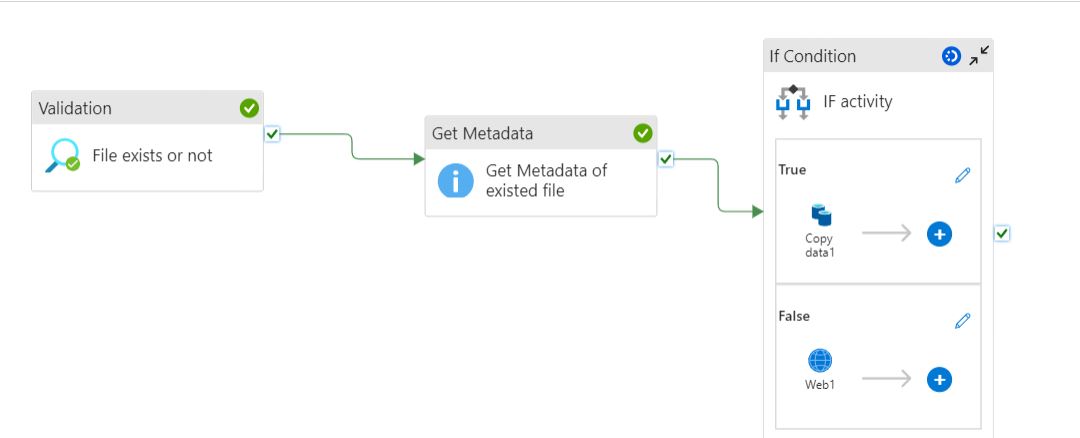 Validation
File exists or not
Get Metadata
Get Metadata of
existed file
If Condition
IF activity
True
Copy
data1
False
Web1